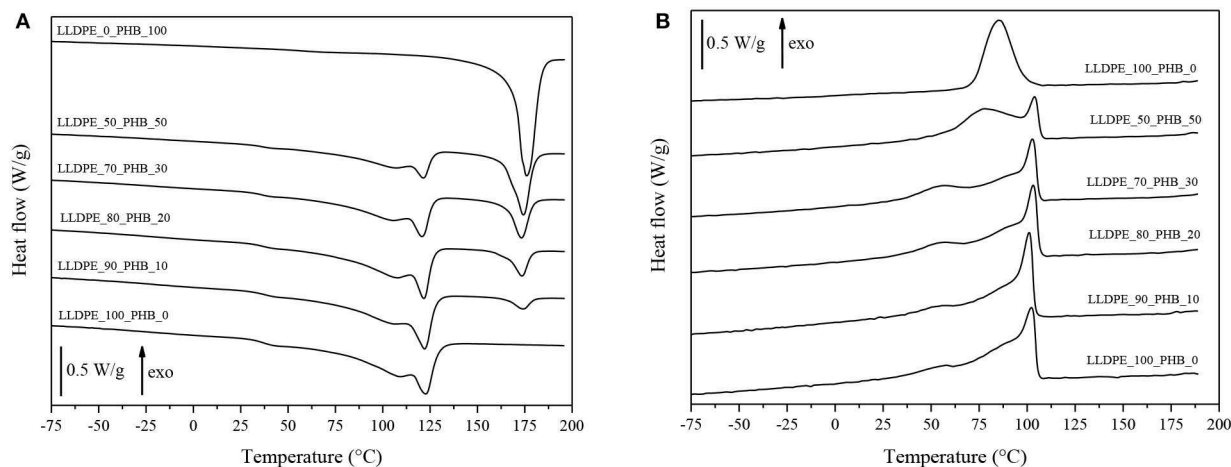 A
LLDPE_0_PHB_100
LLDPE_50_PHB_50
LLDPE_70_PHB_30
LLDPE_80_PHB_20
LLDPE_90_PHB_10
LLDPE_100_PHB_0
0.5 W/g
exo
Heat flow (W/g)
-75 -50 -25 0 25 50 75 100 125 150 175 200
Temperature (°C)
B
0.5 W/g
exo
LLDPE_100_PHB_0
LLDPE_50_PHB_50
LLDPE_70_PHB_30
LLDPE_80_PHB_20
LLDPE_90_PHB_10
LLDPE_100_PHB_0
Heat flow (W/g)
-75 -50 -25 0 25 50 75 100 125 150 175 200
Temperature (°C)